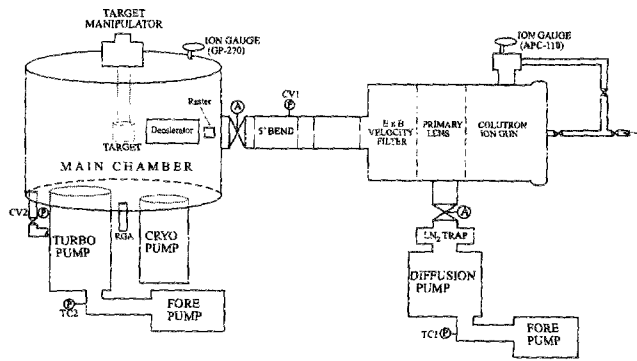 TARGET
MANIPULATOR
ION GAUGE
(GP-270)
ION GAUGE
(APC-110)
CV1
P
Raster
A
Decelerator
5° BEND
E x B
VELOCITY
FILTER
PRIMARY
LENS
COLUTRON
ION GUN
TARGET
MAIN CHAMBER
CV2
P
TURBO
PUMP
RGA
CRYO
PUMP
A
LN2 TRAP
DIFFUSION
PUMP
P
TC2
FORE
PUMP
TC1
P
FORE
PUMP